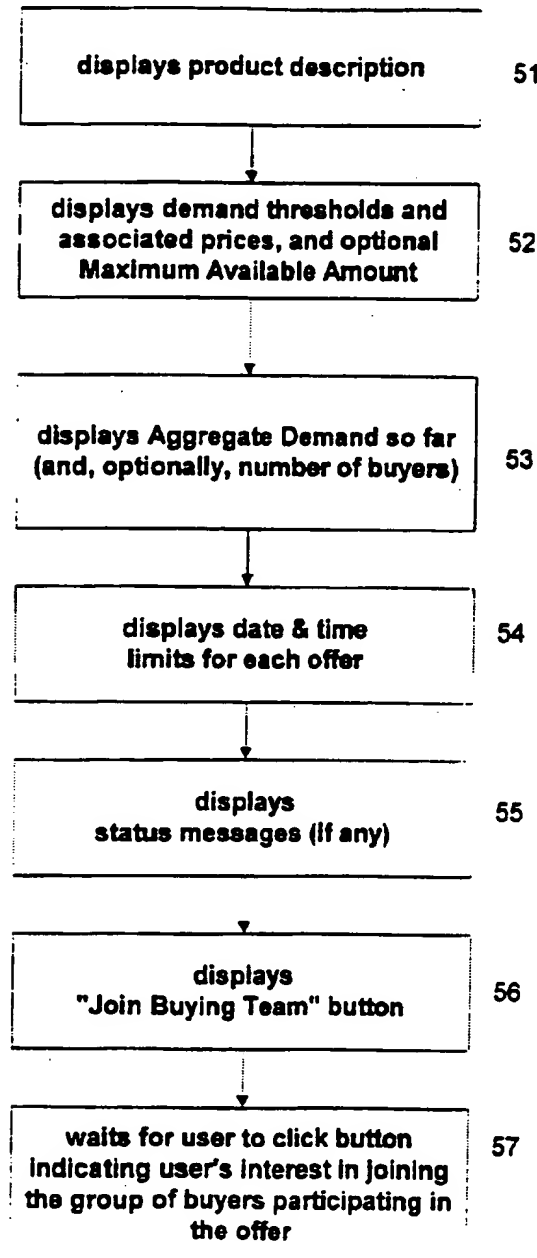 displays product description
51
displays demand thresholds and
associated prices, and optional
Maximum Available Amount
52
displays Aggregate Demand so far
(and, optionally, number of buyers)
53
displays date & time
limits for each offer
54
displays
status messages (if any)
55
displays
"Join Buying Team" button
56
waits for user to click button
indicating user's interest in joining
the group of buyers participating in
the offer
57